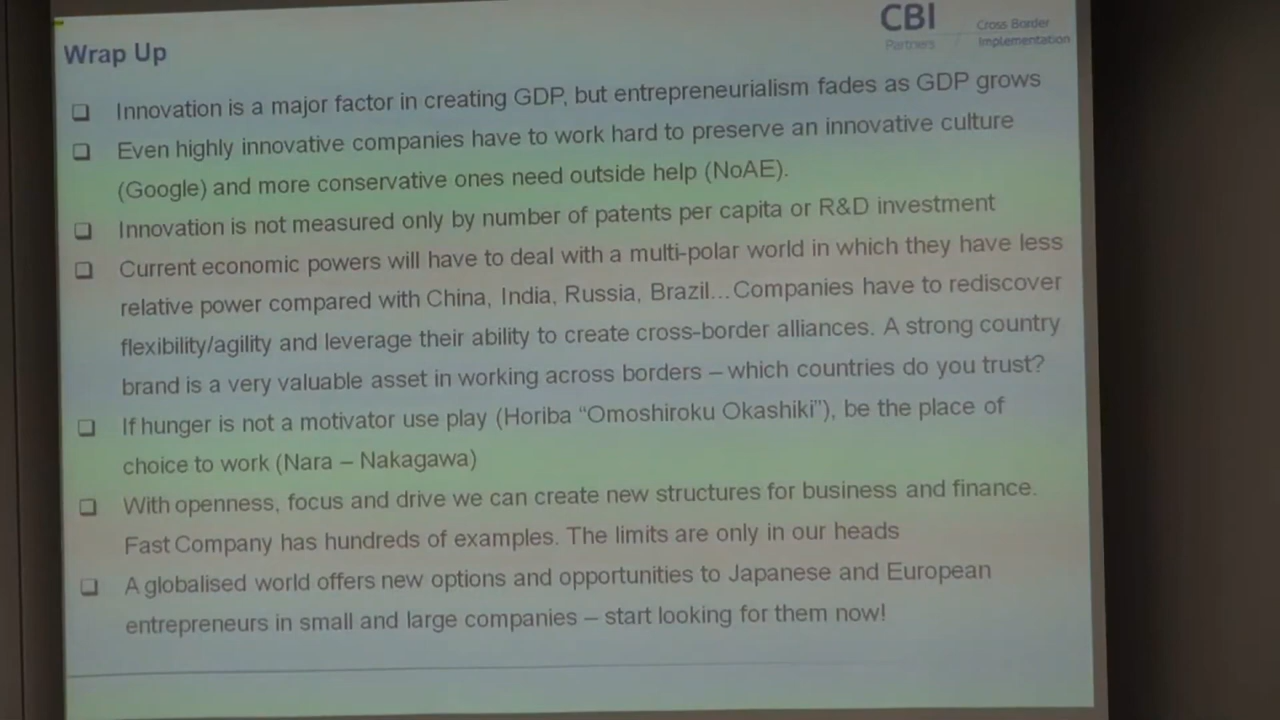 CBI
Cross Border
Partners / Implementation
Wrap Up
❑ Innovation is a major factor in creating GDP, but entrepreneurialism fades as GDP grows
❑ Even highly innovative companies have to work hard to preserve an innovative culture
(Google) and more conservative ones need outside help (NoAE).
❑ Innovation is not measured only by number of patents per capita or R&D investment
❑ Current economic powers will have to deal with a multi-polar world in which they have less
relative power compared with China, India, Russia, Brazil…Companies have to rediscover
flexibility/agility and leverage their ability to create cross-border alliances. A strong country
brand is a very valuable asset in working across borders – which countries do you trust?
❑ If hunger is not a motivator use play (Horiba “Omoshiroku Okashiki”), be the place of
choice to work (Nara – Nakagawa)
❑ With openness, focus and drive we can create new structures for business and finance.
Fast Company has hundreds of examples. The limits are only in our heads
❑ A globalised world offers new options and opportunities to Japanese and European
entrepreneurs in small and large companies – start looking for them now!